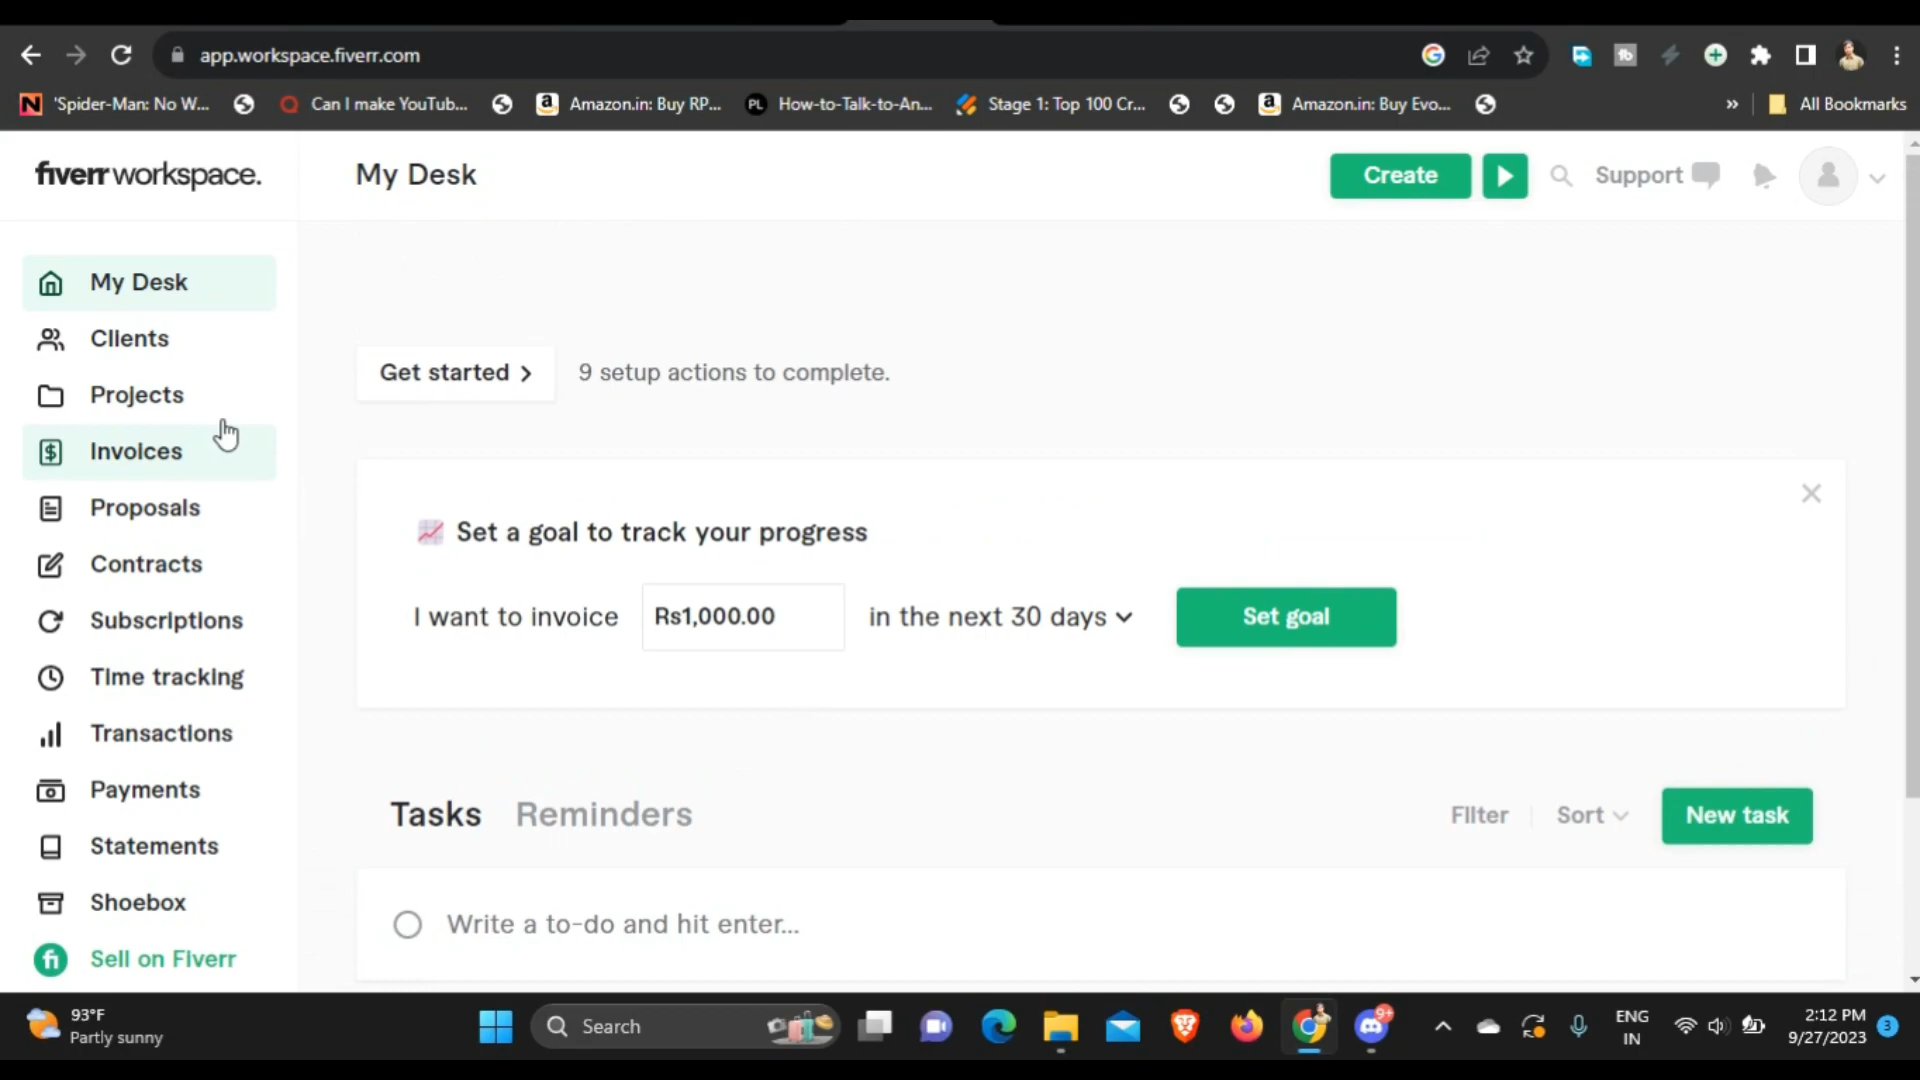 app.workspace.fiverr.com
'Spider-Man: No W... Can I make YouTub... Amazon.in: Buy RP... PL How-to-Talk-to-An... Stage 1: Top 100 Cr... Amazon.in: Buy Evo... » All Bookmarks
fiverr workspace.
My Desk
Create
Support
My Desk
Clients
Projects
Invoices
Proposals
Contracts
Subscriptions
Time tracking
Transactions
Payments
Statements
Shoebox
fi Sell on Fiverr
Get started > 9 setup actions to complete.
Set a goal to track your progress
I want to invoice Rs1,000.00 in the next 30 days Set goal
Tasks Reminders Filter Sort New task
Write a to-do and hit enter...
93°F
Partly sunny
Search
9+
ENG
IN
2:12 PM
9/27/2023
3